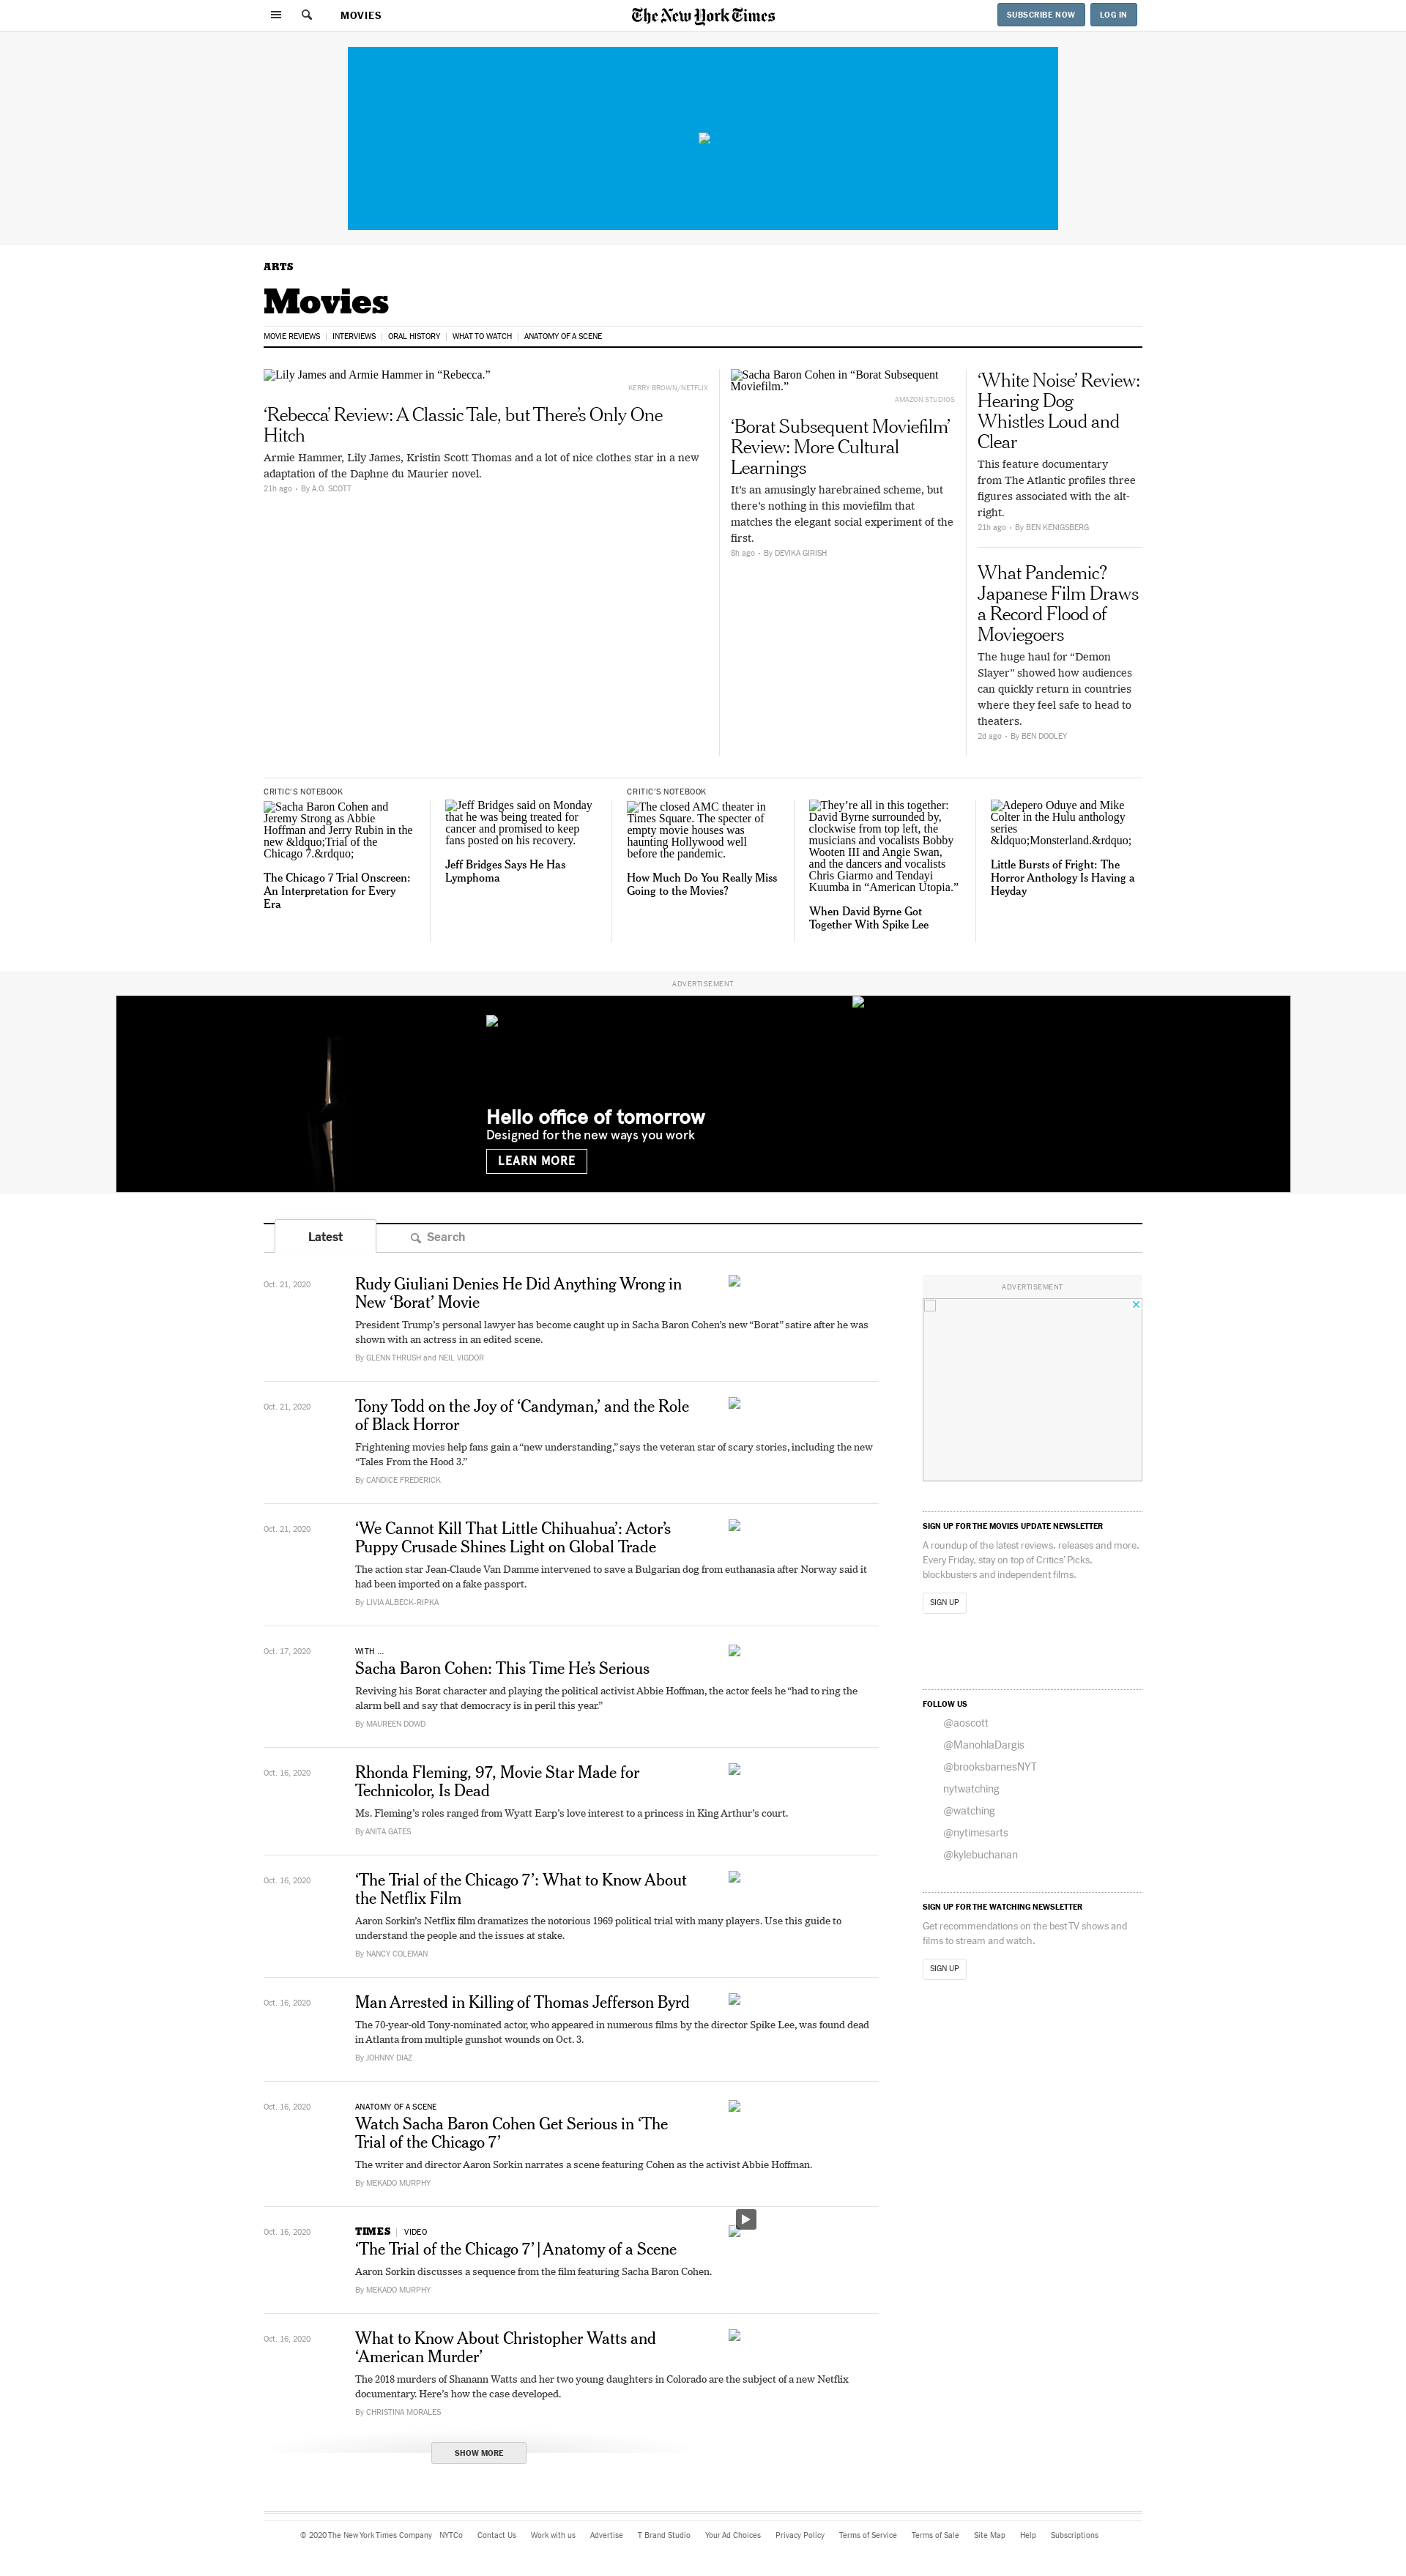 MOVIES
The New York Times
SUBSCRIBE NOW
LOG IN
ARTS
Movies
MOVIE REVIEWS | INTERVIEWS | ORAL HISTORY | WHAT TO WATCH | ANATOMY OF A SCENE
Lily James and Armie Hammer in “Rebecca.”
KERRY BROWN/NETFLIX
‘Rebecca’ Review: A Classic Tale, but There’s Only One
Hitch
Armie Hammer, Lily James, Kristin Scott Thomas and a lot of nice clothes star in a new
adaptation of the Daphne du Maurier novel.
21h ago • By A.O. SCOTT
Sacha Baron Cohen in “Borat Subsequent
Moviefilm.”
AMAZON STUDIOS
‘Borat Subsequent Moviefilm’
Review: More Cultural
Learnings
It’s an amusingly harebrained scheme, but
there’s nothing in this moviefilm that
matches the elegant social experiment of the
first.
8h ago • By DEVIKA GIRISH
‘White Noise’ Review:
Hearing Dog
Whistles Loud and
Clear
This feature documentary
from The Atlantic profiles three
figures associated with the alt-
right.
21h ago • By BEN KENIGSBERG
What Pandemic?
Japanese Film Draws
a Record Flood of
Moviegoers
The huge haul for “Demon
Slayer” showed how audiences
can quickly return in countries
where they feel safe to head to
theaters.
2d ago • By BEN DOOLEY
CRITIC’S NOTEBOOK
Sacha Baron Cohen and
Jeremy Strong as Abbie
Hoffman and Jerry Rubin in the
new &ldquo;Trial of the
Chicago 7.&rdquo;
The Chicago 7 Trial Onscreen:
An Interpretation for Every
Era
Jeff Bridges said on Monday
that he was being treated for
cancer and promised to keep
fans posted on his recovery.
Jeff Bridges Says He Has
Lymphoma
CRITIC’S NOTEBOOK
The closed AMC theater in
Times Square. The specter of
empty movie houses was
haunting Hollywood well
before the pandemic.
How Much Do You Really Miss
Going to the Movies?
They’re all in this together:
David Byrne surrounded by,
clockwise from top left, the
musicians and vocalists Bobby
Wooten III and Angie Swan,
and the dancers and vocalists
Chris Giarmo and Tendayi
Kuumba in “American Utopia.”
When David Byrne Got
Together With Spike Lee
Adepero Oduye and Mike
Colter in the Hulu anthology
series
&ldquo;Monsterland.&rdquo;
Little Bursts of Fright: The
Horror Anthology Is Having a
Heyday
ADVERTISEMENT
Hello office of tomorrow
Designed for the new ways you work
LEARN MORE
Latest
Search
Oct. 21, 2020
Rudy Giuliani Denies He Did Anything Wrong in
New ‘Borat’ Movie
President Trump’s personal lawyer has become caught up in Sacha Baron Cohen’s new “Borat” satire after he was
shown with an actress in an edited scene.
By GLENN THRUSH and NEIL VIGDOR
Oct. 21, 2020
Tony Todd on the Joy of ‘Candyman,’ and the Role
of Black Horror
Frightening movies help fans gain a “new understanding,” says the veteran star of scary stories, including the new
“Tales From the Hood 3.”
By CANDICE FREDERICK
Oct. 21, 2020
‘We Cannot Kill That Little Chihuahua’: Actor’s
Puppy Crusade Shines Light on Global Trade
The action star Jean-Claude Van Damme intervened to save a Bulgarian dog from euthanasia after Norway said it
had been imported on a fake passport.
By LIVIA ALBECK-RIPKA
Oct. 17, 2020
WITH ...
Sacha Baron Cohen: This Time He’s Serious
Reviving his Borat character and playing the political activist Abbie Hoffman, the actor feels he “had to ring the
alarm bell and say that democracy is in peril this year.”
By MAUREEN DOWD
Oct. 16, 2020
Rhonda Fleming, 97, Movie Star Made for
Technicolor, Is Dead
Ms. Fleming’s roles ranged from Wyatt Earp’s love interest to a princess in King Arthur’s court.
By ANITA GATES
Oct. 16, 2020
‘The Trial of the Chicago 7’: What to Know About
the Netflix Film
Aaron Sorkin’s Netflix film dramatizes the notorious 1969 political trial with many players. Use this guide to
understand the people and the issues at stake.
By NANCY COLEMAN
Oct. 16, 2020
Man Arrested in Killing of Thomas Jefferson Byrd
The 70-year-old Tony-nominated actor, who appeared in numerous films by the director Spike Lee, was found dead
in Atlanta from multiple gunshot wounds on Oct. 3.
By JOHNNY DIAZ
Oct. 16, 2020
ANATOMY OF A SCENE
Watch Sacha Baron Cohen Get Serious in ‘The
Trial of the Chicago 7’
The writer and director Aaron Sorkin narrates a scene featuring Cohen as the activist Abbie Hoffman.
By MEKADO MURPHY
Oct. 16, 2020
TIMES | VIDEO
‘The Trial of the Chicago 7’ | Anatomy of a Scene
Aaron Sorkin discusses a sequence from the film featuring Sacha Baron Cohen.
By MEKADO MURPHY
Oct. 16, 2020
What to Know About Christopher Watts and
‘American Murder’
The 2018 murders of Shanann Watts and her two young daughters in Colorado are the subject of a new Netflix
documentary. Here’s how the case developed.
By CHRISTINA MORALES
SHOW MORE
ADVERTISEMENT
SIGN UP FOR THE MOVIES UPDATE NEWSLETTER
A roundup of the latest reviews, releases and more.
Every Friday, stay on top of Critics’ Picks,
blockbusters and independent films.
SIGN UP
FOLLOW US
@aoscott
@ManohlaDargis
@brooksbarnesNYT
nytwatching
@watching
@nytimesarts
@kylebuchanan
SIGN UP FOR THE WATCHING NEWSLETTER
Get recommendations on the best TV shows and
films to stream and watch.
SIGN UP
© 2020 The New York Times Company NYTCo Contact Us Work with us Advertise T Brand Studio Your Ad Choices Privacy Policy Terms of Service Terms of Sale Site Map Help Subscriptions